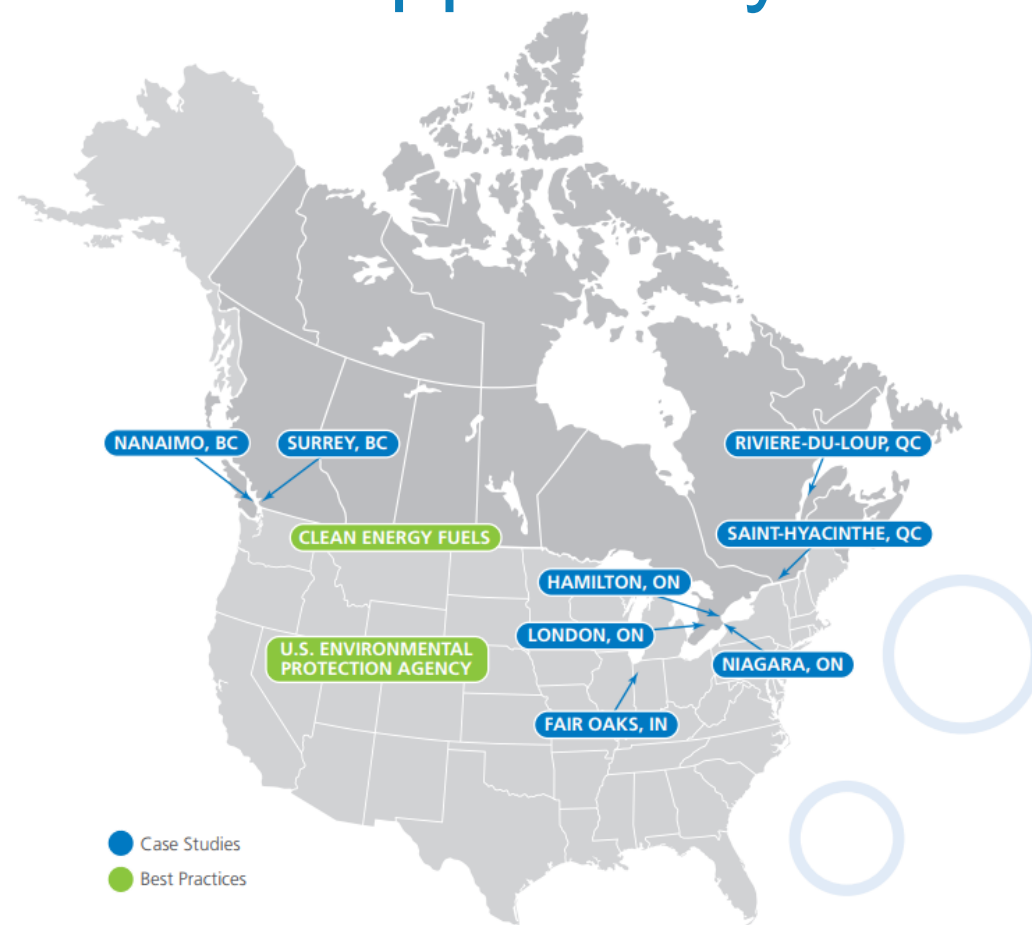 NANAIMO, BC
SURREY, BC
RIVIERE-DU-LOUP, QC
CLEAN ENERGY FUELS
SAINT-HYACINTHE, QC
HAMILTON, ON
LONDON, ON
U.S. ENVIRONMENTAL
PROTECTION AGENCY
NIAGARA, ON
FAIR OAKS, IN
Case Studies
Best Practices